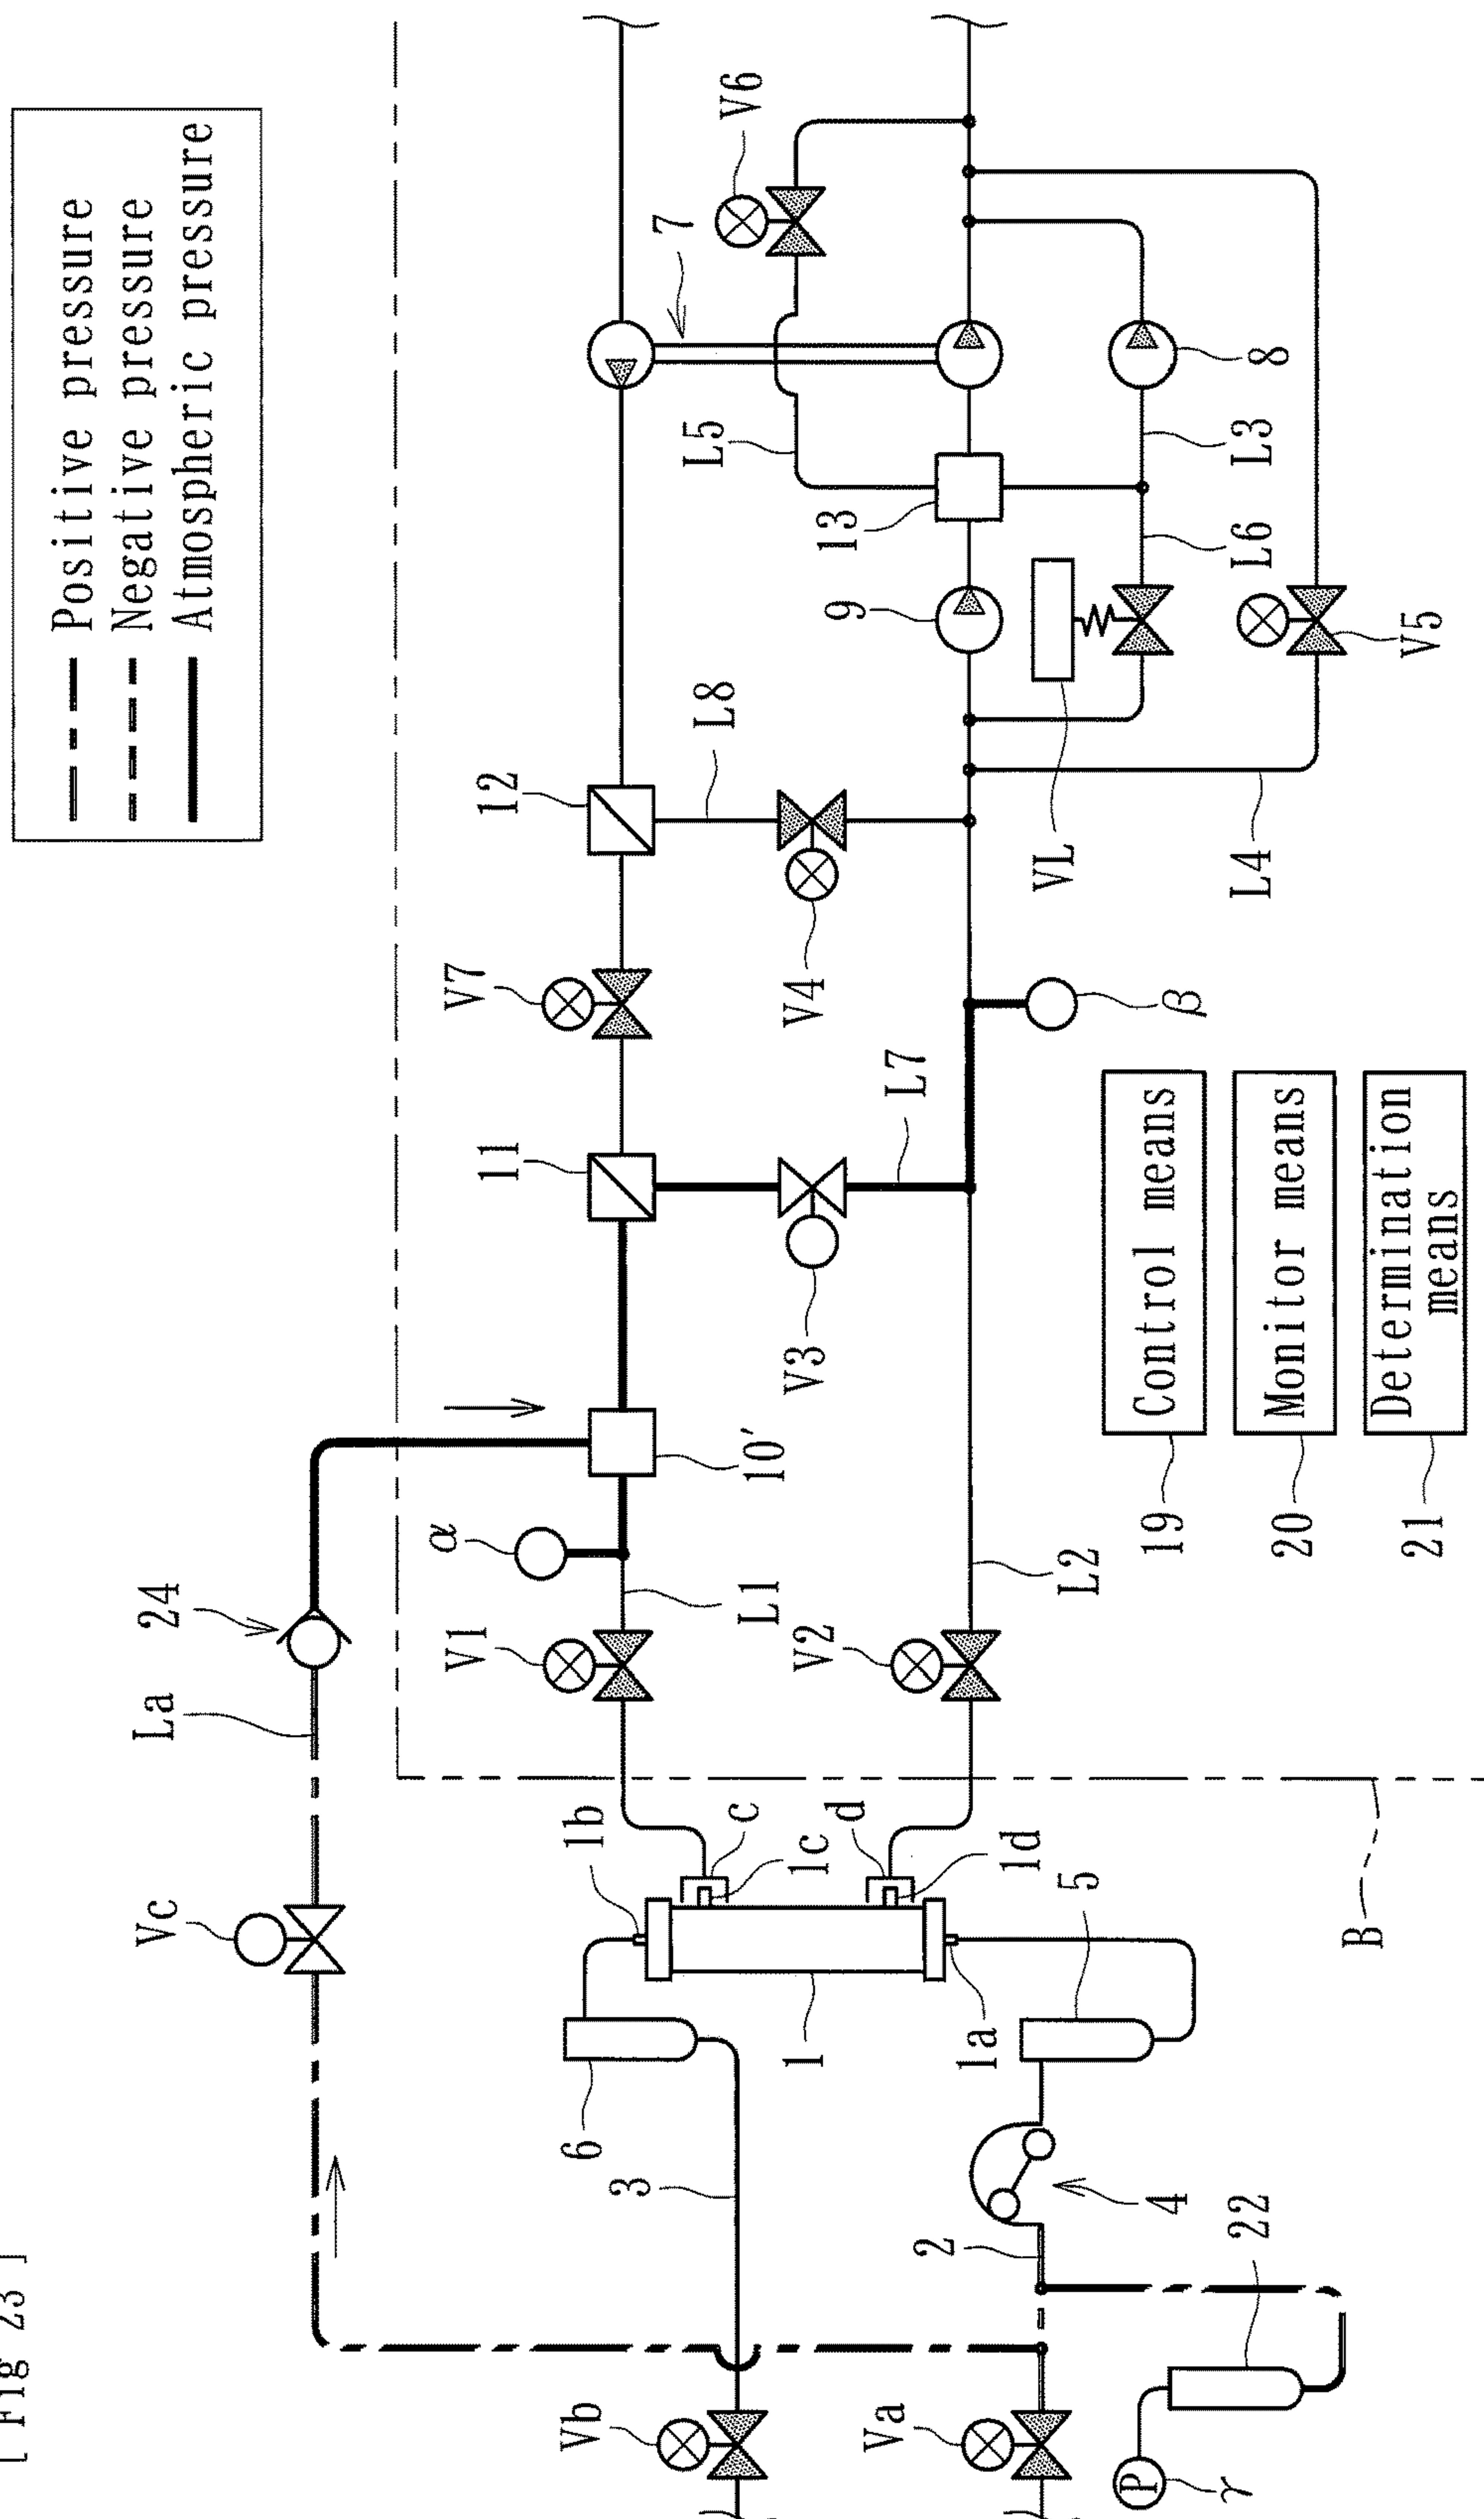 [ Fig 23 ]
Positive pressure
Negative pressure
Atmospheric pressure
24
La
Vc
α
V1
L1
10′
11
V7
12
L8
V4
V3
L7
β
7
V6
L5
13
9
8
L3
L6
VL
V5
L4
V2
L2
19
Control means
20
Monitor means
21
Determination
means
B
1b
c
1c
d
1d
5
1
1a
6
3
4
2
22
Vb
Va
P
γ